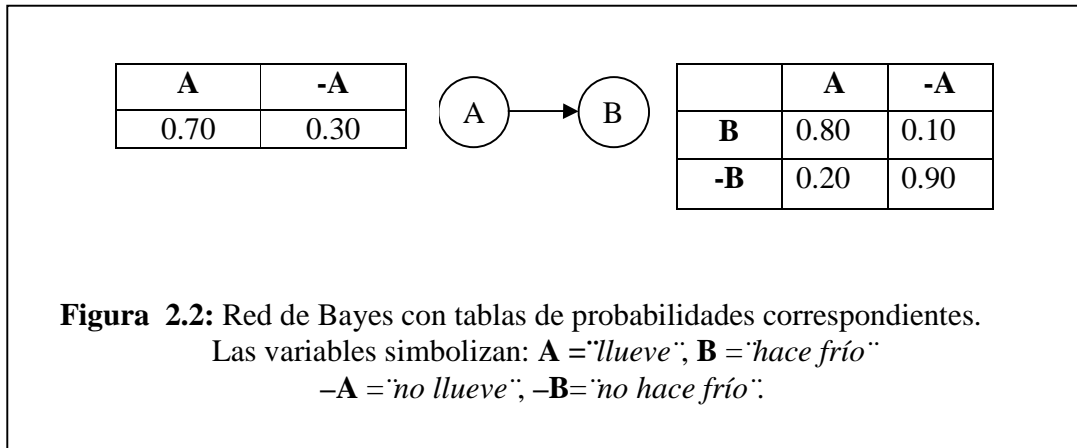 A -A
0.70 0.30
A B
A -A
B 0.80 0.10
-B 0.20 0.90
Figura 2.2: Red de Bayes con tablas de probabilidades correspondientes.
Las variables simbolizan: A =¨llueve¨, B =¨hace frío¨
–A =¨no llueve¨, –B=¨no hace frío¨.